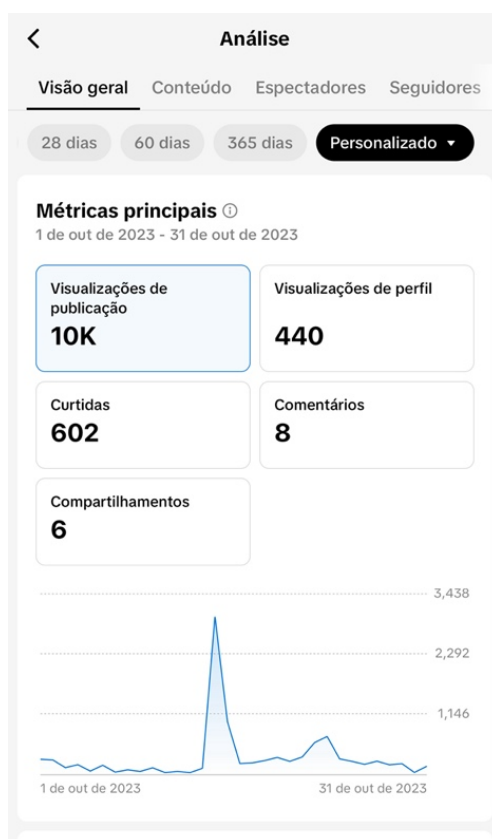 Análise
Visão geral Conteúdo Espectadores Seguidores
28 dias 60 dias 365 dias Personalizado
Métricas principais
1 de out de 2023 - 31 de out de 2023
Visualizações de
publicação
10K
Visualizações de perfil
440
Curtidas
602
Comentários
8
Compartilhamentos
6
3,438
2,292
1,146
1 de out de 2023 31 de out de 2023